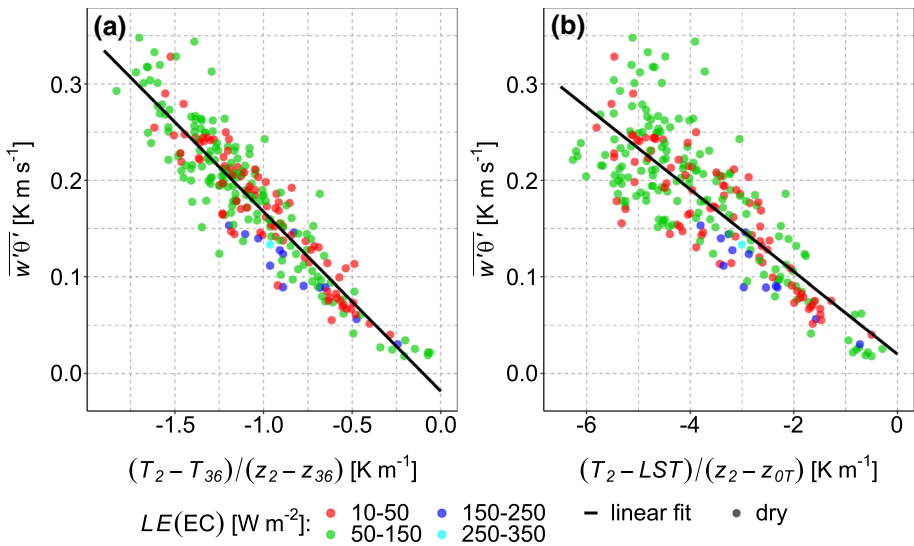 (a) (b)
0.3
0.2
0.1
0.0
w′θ′ [K m s⁻¹]
-1.5 -1.0 -0.5 0.0
(T₂ – T₃₆)/(z₂ – z₃₆) [K m⁻¹]
0.3
0.2
0.1
0.0
w′θ′ [K m s⁻¹]
-6 -4 -2 0
(T₂ – LST)/(z₂ – z₀T) [K m⁻¹]
LE(EC) [W m⁻²]: 10-50 150-250 linear fit dry
50-150 250-350